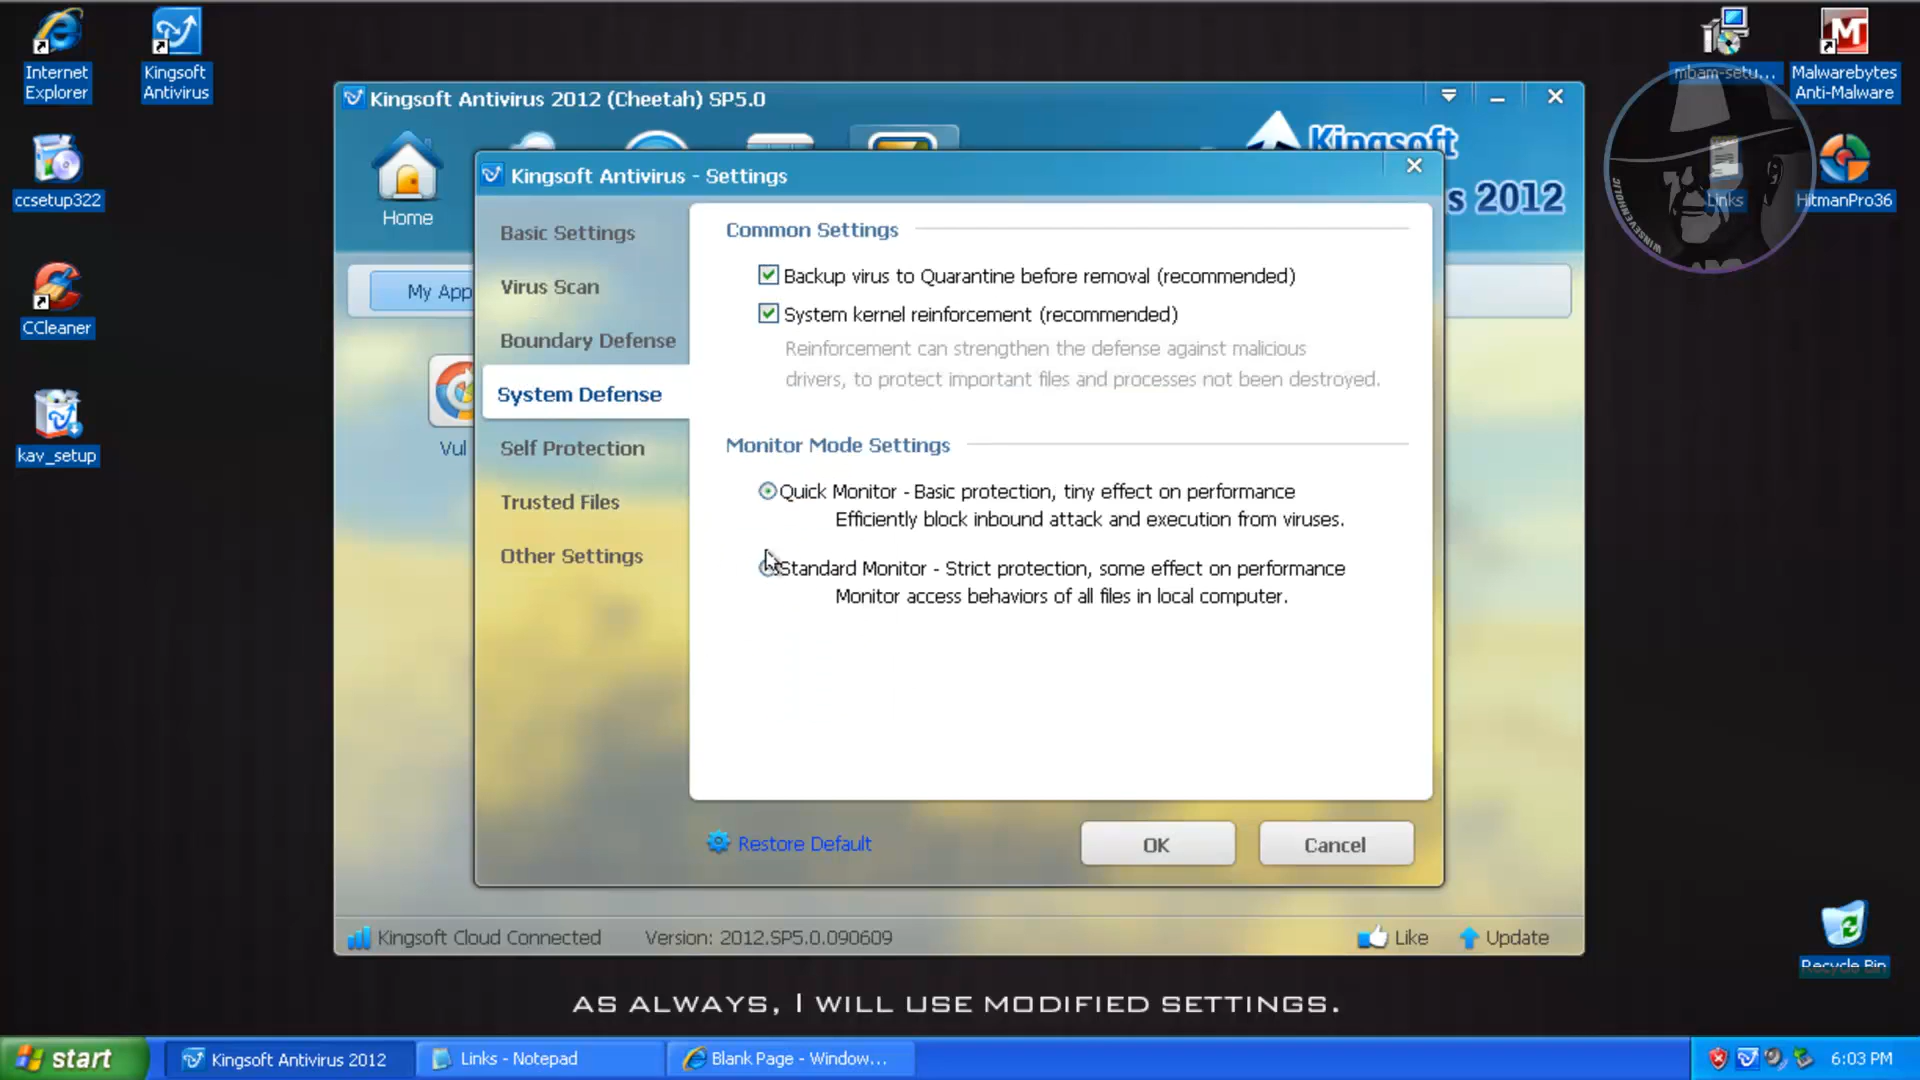 Internet
Explorer
Kingsoft
Antivirus
mbam-setu...
Malwarebytes
Anti-Malware
ccsetup322
CCleaner
kav_setup
Links
HitmanPro36
WINSEVENHOLIC
Kingsoft Antivirus 2012 (Cheetah) SP5.0
Home
Kingsoft
s 2012
My App
Vul
Kingsoft Antivirus - Settings
Basic Settings
Virus Scan
Boundary Defense
System Defense
Self Protection
Trusted Files
Other Settings
Common Settings
Backup virus to Quarantine before removal (recommended)
System kernel reinforcement (recommended)
Reinforcement can strengthen the defense against malicious
drivers, to protect important files and processes not been destroyed.
Monitor Mode Settings
Quick Monitor - Basic protection, tiny effect on performance
Efficiently block inbound attack and execution from viruses.
Standard Monitor - Strict protection, some effect on performance
Monitor access behaviors of all files in local computer.
Restore Default
OK
Cancel
Kingsoft Cloud Connected
Version: 2012.SP5.0.090609
Like
Update
Recycle Bin
AS ALWAYS, I WILL USE MODIFIED SETTINGS.
start
Kingsoft Antivirus 2012
Links - Notepad
Blank Page - Window...
6:03 PM